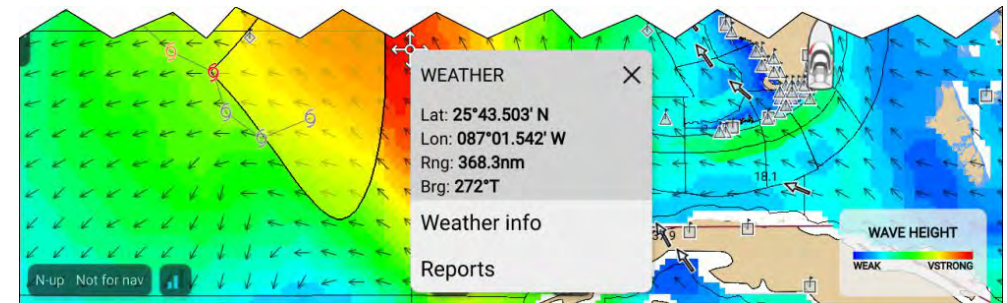 WEATHER
Lat: 25°43.503' N
Lon: 087°01.542' W
Rng: 368.3nm
Brg: 272°T
Weather info
Reports
18.1
WAVE HEIGHT
WEAK VSTRONG
N-up Not for nav